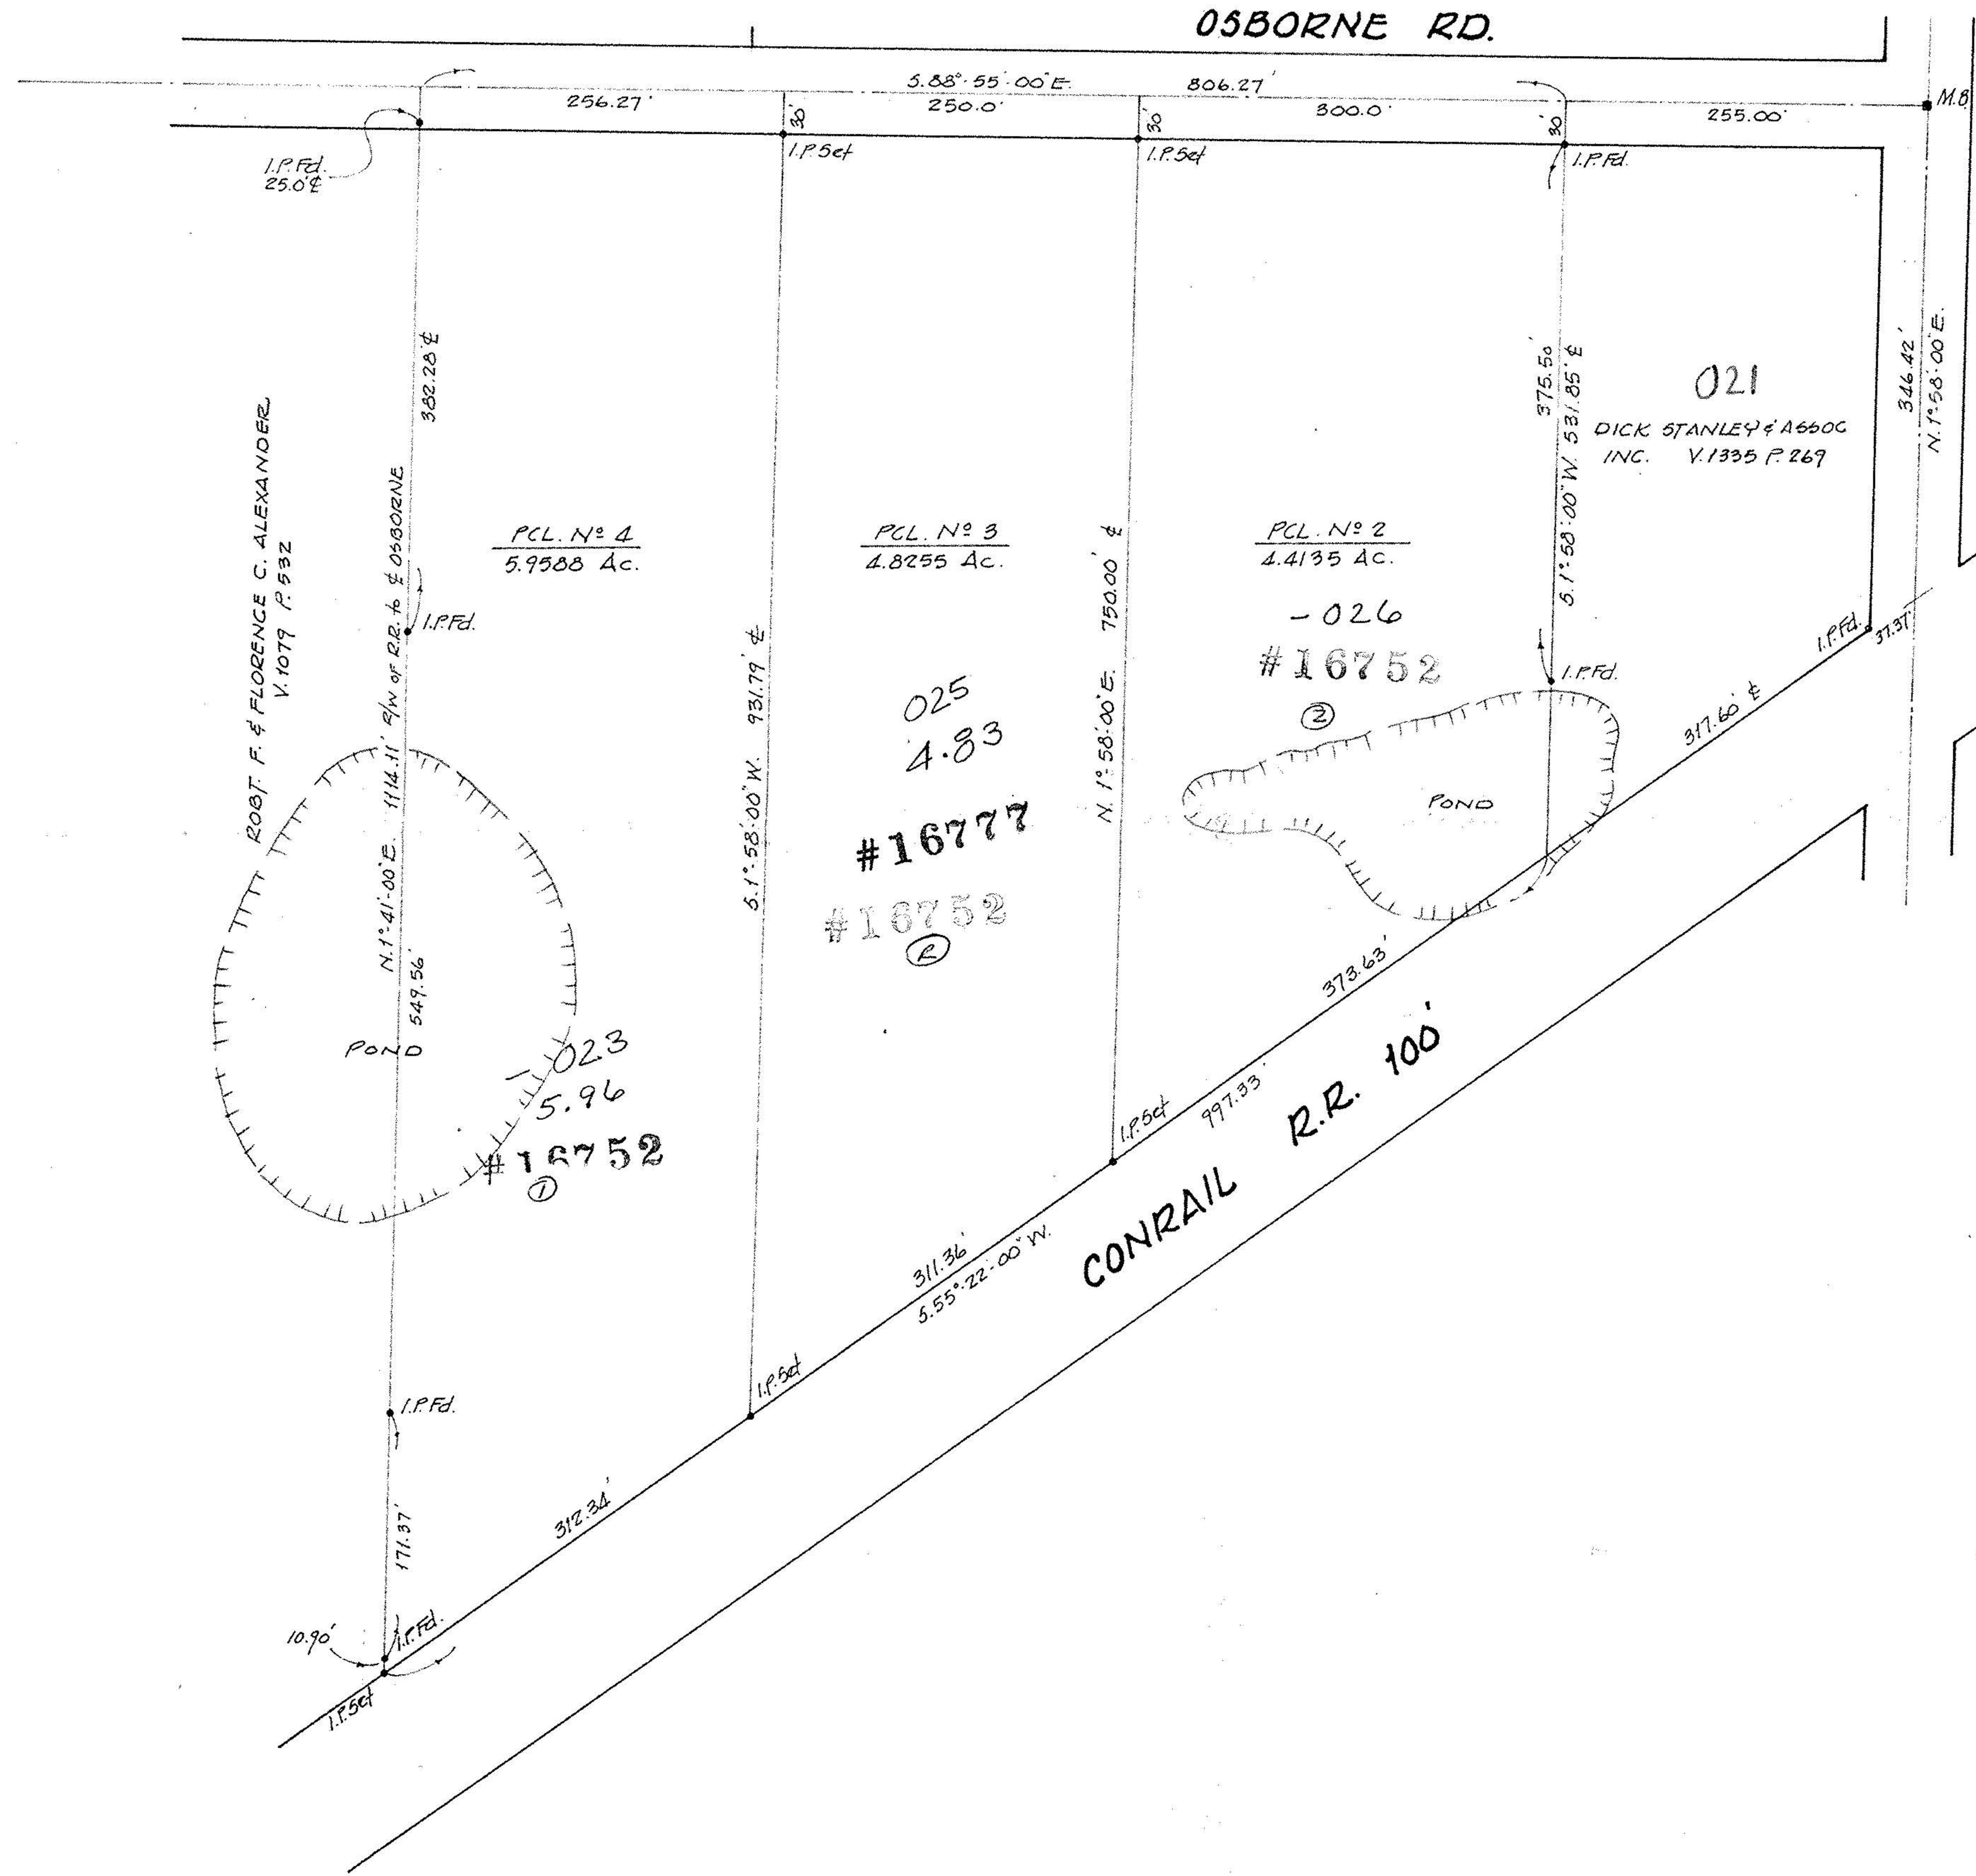 OSBORNE RD.
S.88°-55'-00"E. 806.27'
256.27' 250.0' 300.0' 255.00'
M.B
30' 30' 30'
I.P.Fd.
25.0'℄
I.P.Set
I.P.Set
I.P.Fd.
382.28'℄
375.50'
S.1°-58'-00"W. 531.85'℄
346.42'
N.1°-58'-00"E.
021
DICK STANLEY & ASSOC
INC. V.1335 P.269
ROBT. F. & FLORENCE C. ALEXANDER
V.1079 P.532
N.1°-41'-00"E. 1114.11' R/W OF R.R. to ℄ OSBORNE
PCL. Nº 4
5.9588 Ac.
PCL. Nº 3
4.8255 Ac.
PCL. Nº 2
4.4135 Ac.
-026
#16752
②
I.P.Fd.
S.1°-58'-00"W. 931.79'℄
N.1°-58'-00"E. 750.00'℄
I.P.Fd.
I.P.Fd.
37.37'
317.60'℄
025
4.83
#16777
#16752
POND
549.56'
POND
-023
5.96
#16752
①
373.63'
I.P.Set
997.33'
CONRAIL R.R. 100'
311.36'
S.55°-22'-00"W.
I.P.Set
I.P.Fd.
312.34'
171.37'
10.90'
I.P.Fd.
I.P.Set